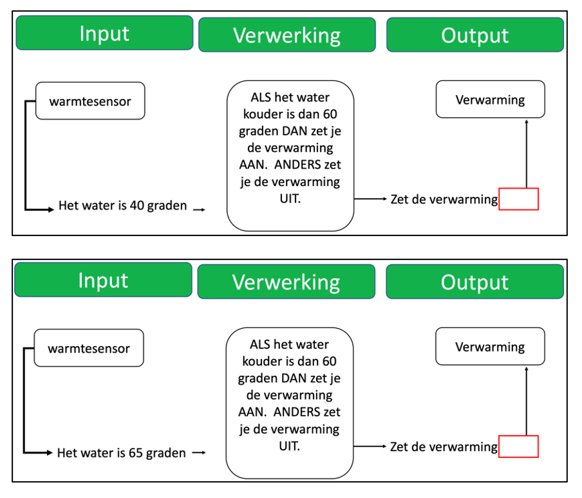 Input
Verwerking
Output
warmtesensor
ALS het water
kouder is dan 60
graden DAN zet je
de verwarming
AAN.  ANDERS zet
je de verwarming
UIT.
Verwarming
Het water is 40 graden
Zet de verwarming
Input
Verwerking
Output
warmtesensor
ALS het water
kouder is dan 60
graden DAN zet je
de verwarming
AAN.  ANDERS zet
je de verwarming
UIT.
Verwarming
Het water is 65 graden
Zet de verwarming